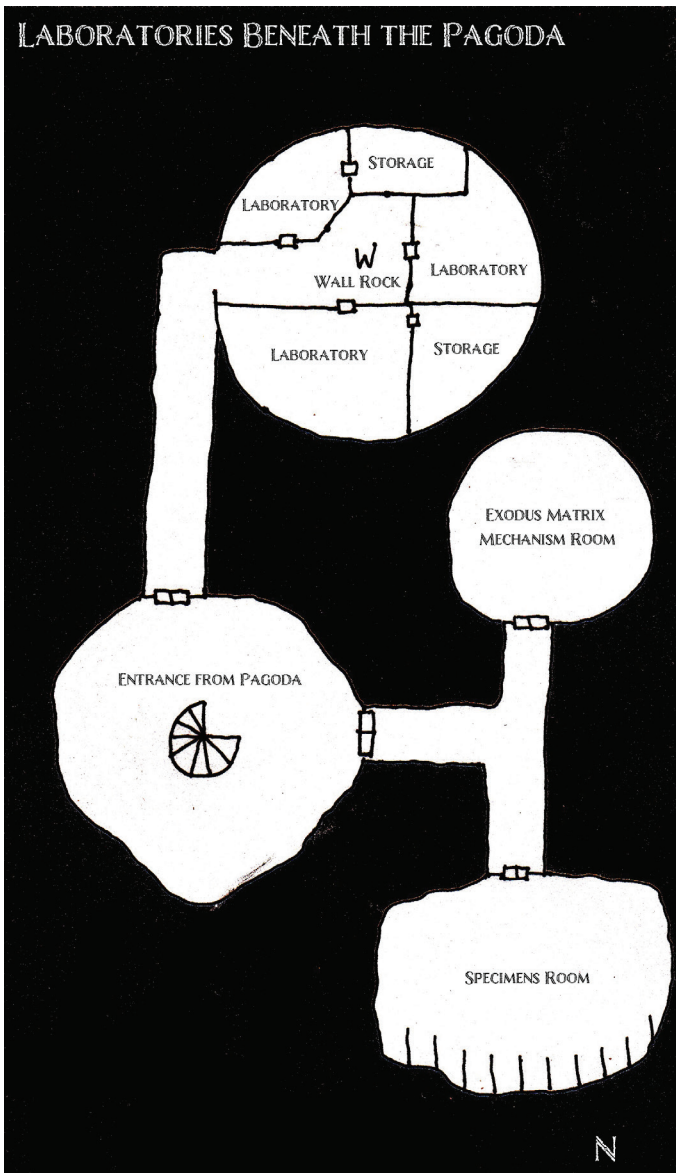 Laboratories Beneath the Pagoda
Storage
Laboratory
W
Wall Rock
Laboratory
Laboratory
Storage
Exodus Matrix
Mechanism Room
Entrance from Pagoda
Specimens Room
N